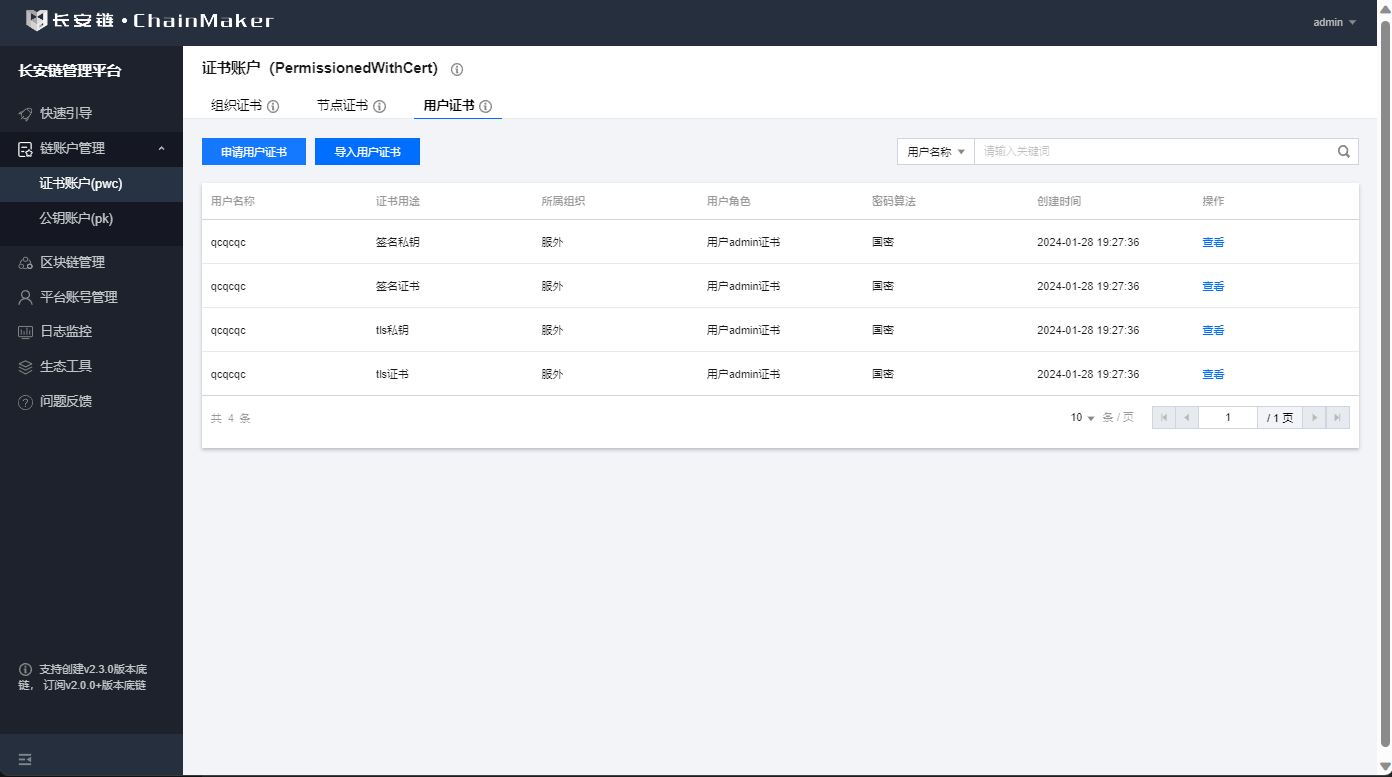 长安链·ChainMaker
admin
长安链管理平台
快速引导
链账户管理
证书账户(pwc)
公钥账户(pk)
区块链管理
平台账号管理
日志监控
生态工具
问题反馈
支持创建v2.3.0版本底
链， 订阅v2.0.0+版本底链
证书账户（PermissionedWithCert）
组织证书 节点证书 用户证书
申请用户证书 导入用户证书 用户名称 请输入关键词
用户名称 证书用途 所属组织 用户角色 密码算法 创建时间 操作
qcqcqc 签名私钥 服外 用户admin证书 国密 2024-01-28 19:27:36 查看
qcqcqc 签名证书 服外 用户admin证书 国密 2024-01-28 19:27:36 查看
qcqcqc tls私钥 服外 用户admin证书 国密 2024-01-28 19:27:36 查看
qcqcqc tls证书 服外 用户admin证书 国密 2024-01-28 19:27:36 查看
共 4 条 10 条 / 页 1 / 1 页